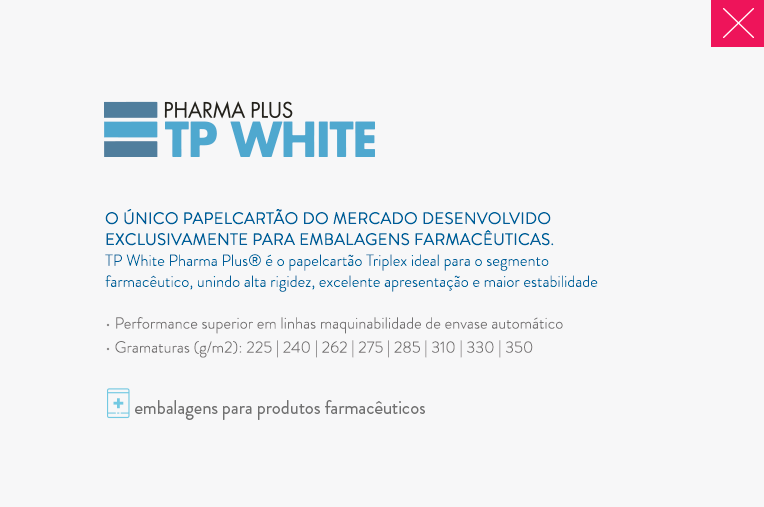 PHARMA PLUS
TP WHITE
O ÚNICO PAPELCARTÃO DO MERCADO DESENVOLVIDO
EXCLUSIVAMENTE PARA EMBALAGENS FARMACÊUTICAS.
TP White Pharma Plus® é o papelcartão Triplex ideal para o segmento
farmacêutico, unindo alta rigidez, excelente apresentação e maior estabilidade
· Performance superior em linhas maquinabilidade de envase automático
· Gramaturas (g/m2): 225 | 240 | 262 | 275 | 285 | 310 | 330 | 350
embalagens para produtos farmacêuticos